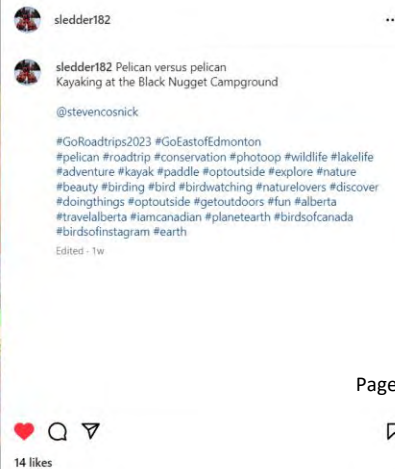 sledder182
sledder182 Pelican versus pelican
Kayaking at the Black Nugget Campground
@stevencosnick
#GoRoadtrips2023 #GoEastofEdmonton
#pelican #roadtrip #conservation #photoop #wildlife #lakelife
#adventure #kayak #paddle #optoutside #explore #nature
#beauty #birding #bird #birdwatching #naturelovers #discover
#doingthings #optoutside #getoutdoors #fun #alberta
#travelalberta #iamcanadian #planetearth #birdsofcanada
#birdsofinstagram #earth
Edited · 1w
Page
14 likes